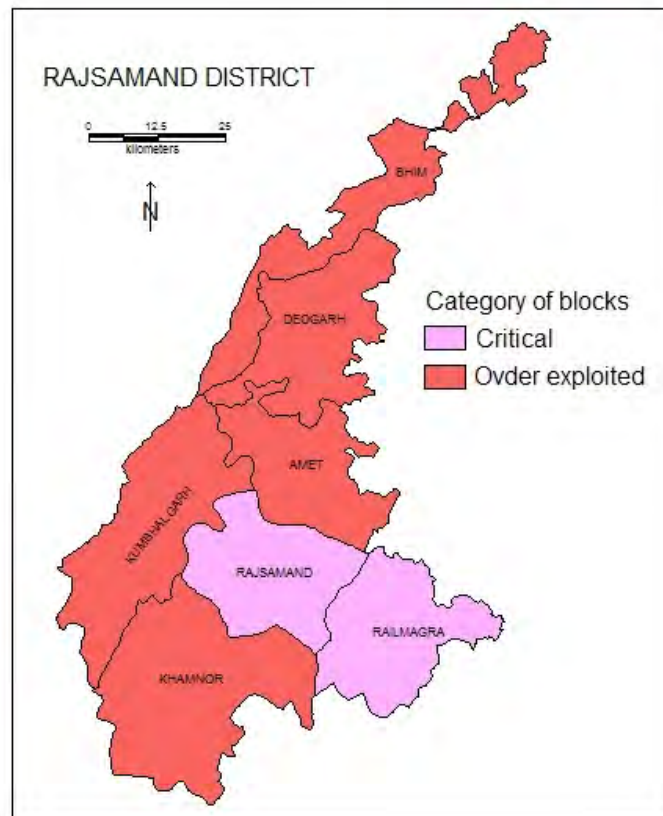 RAJSAMAND DISTRICT
0 12.5 25
kilometers
N
BHIM
DEOGARH
Category of blocks
Critical
Ovder exploited
AMET
KUMBHALGARH
RAJSAMAND
RAILMAGRA
KHAMNOR